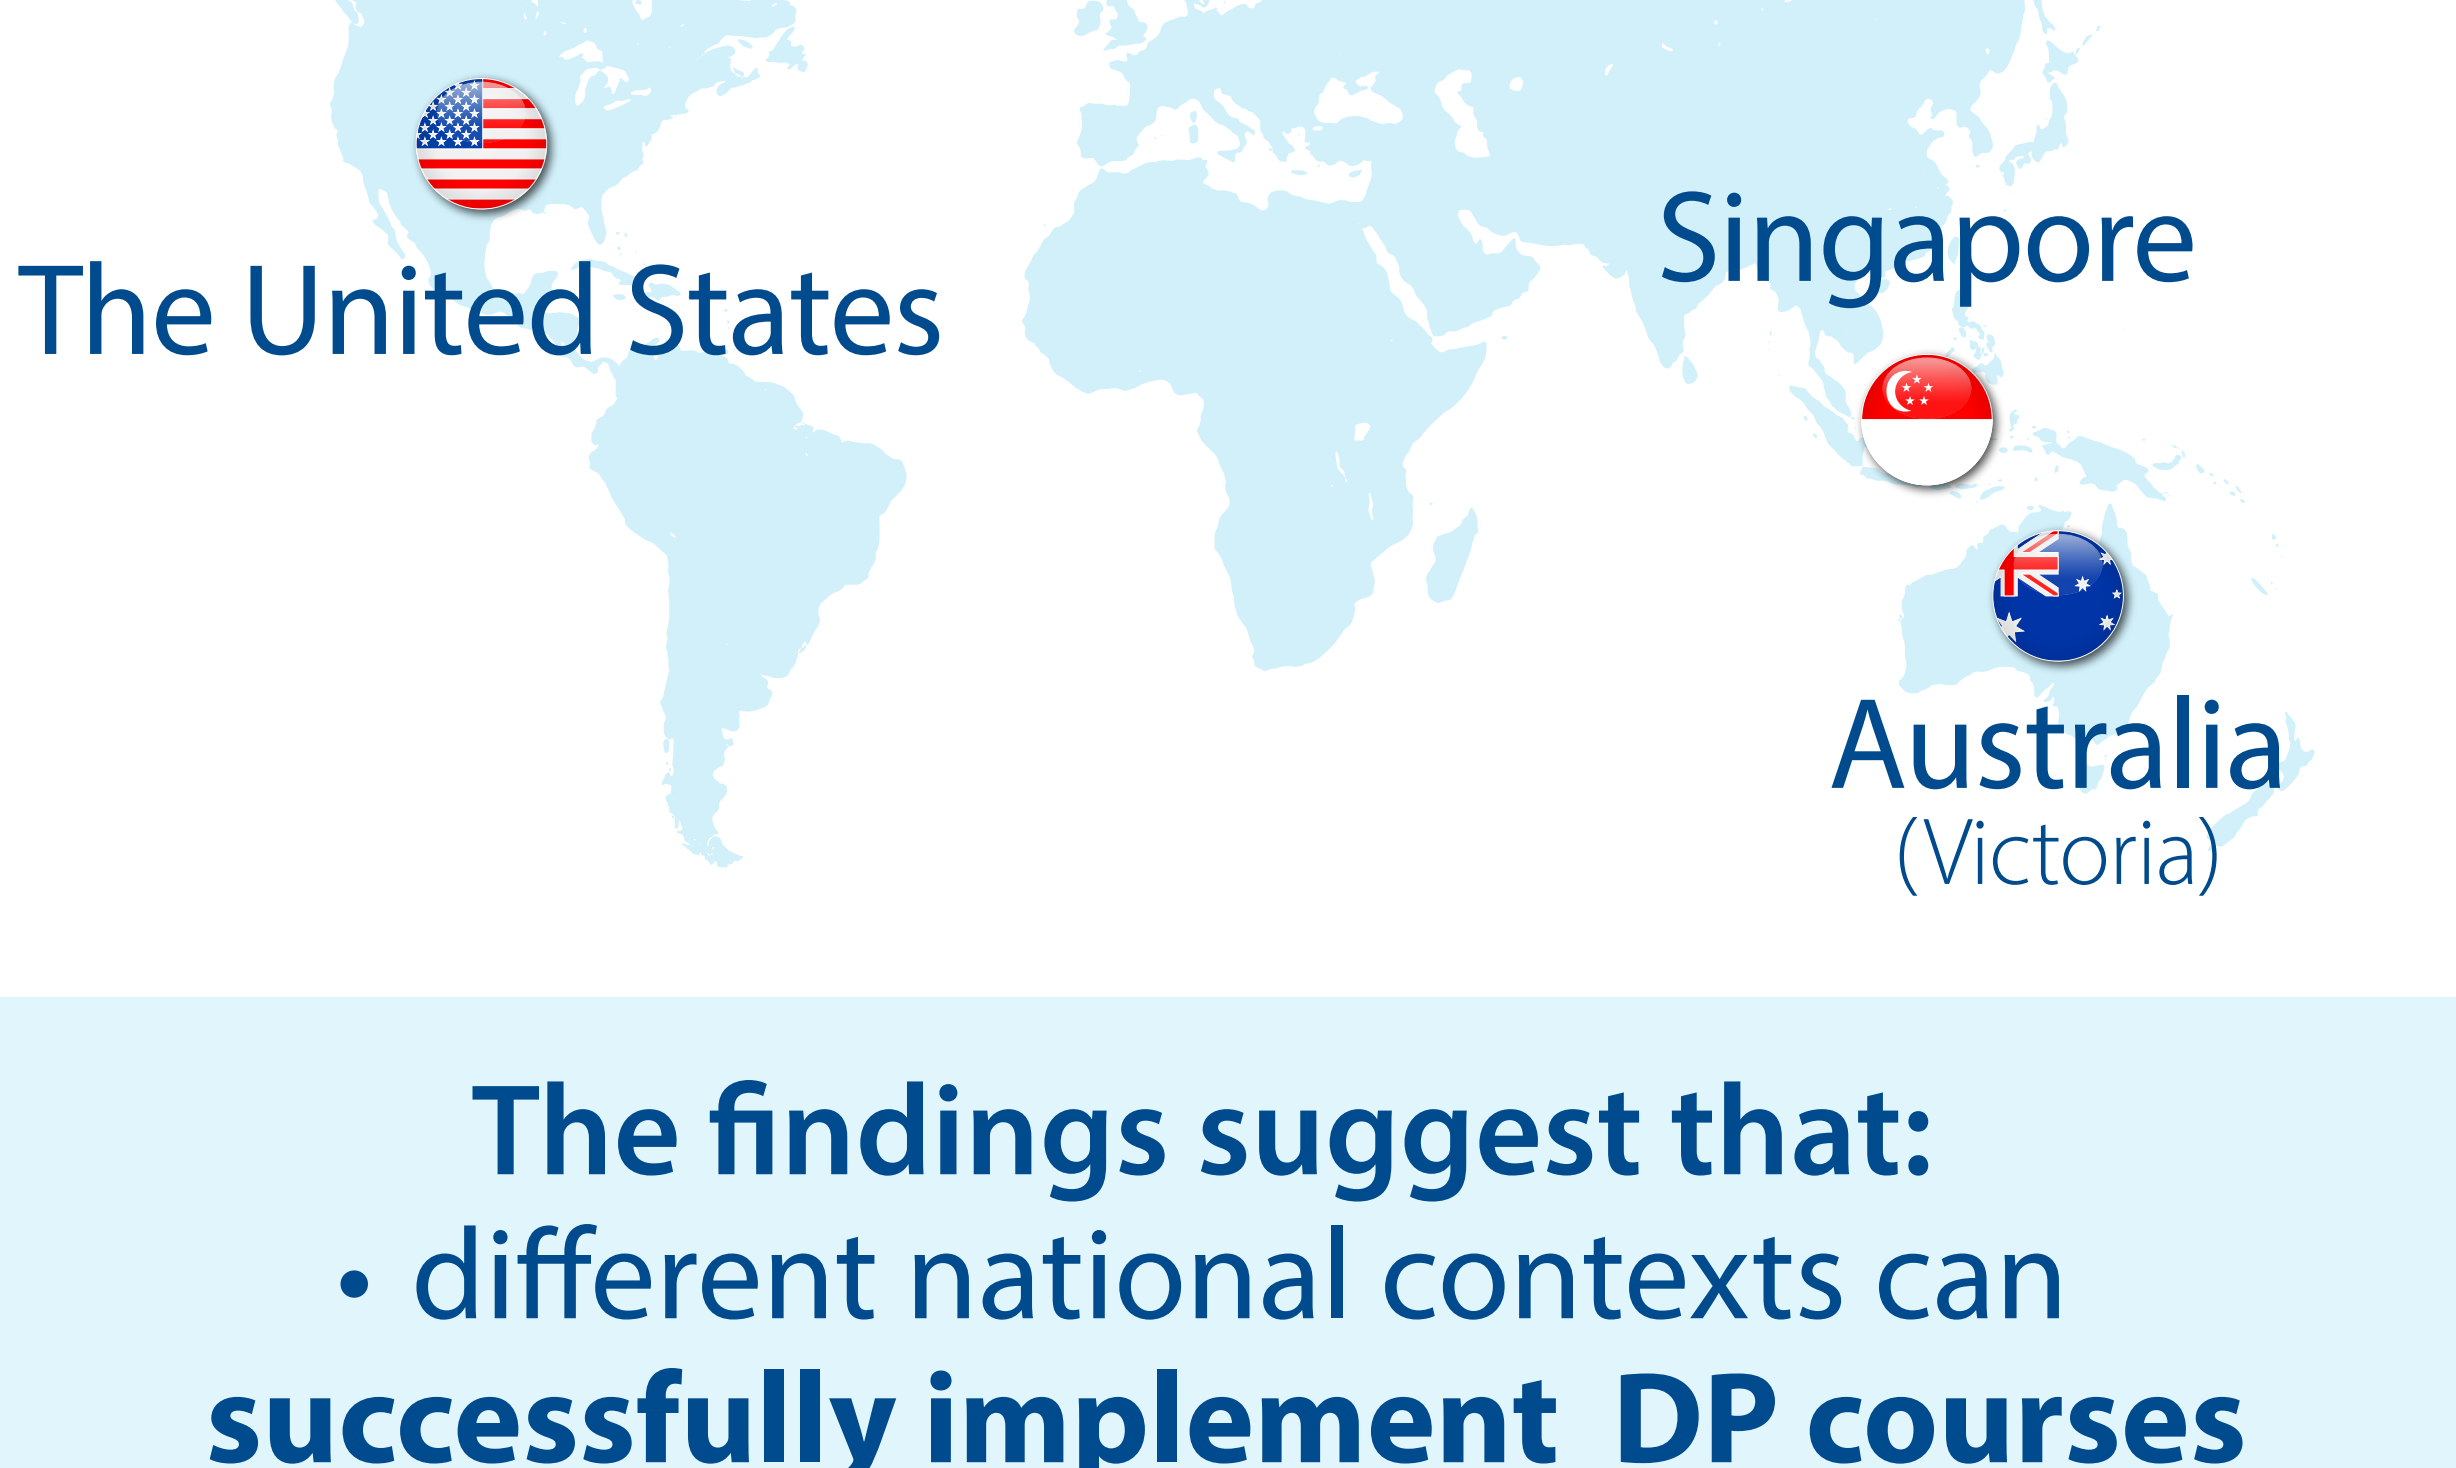 Singapore
The United States
Australia
(Victoria)
The findings suggest that:
• different national contexts can
successfully implement DP courses